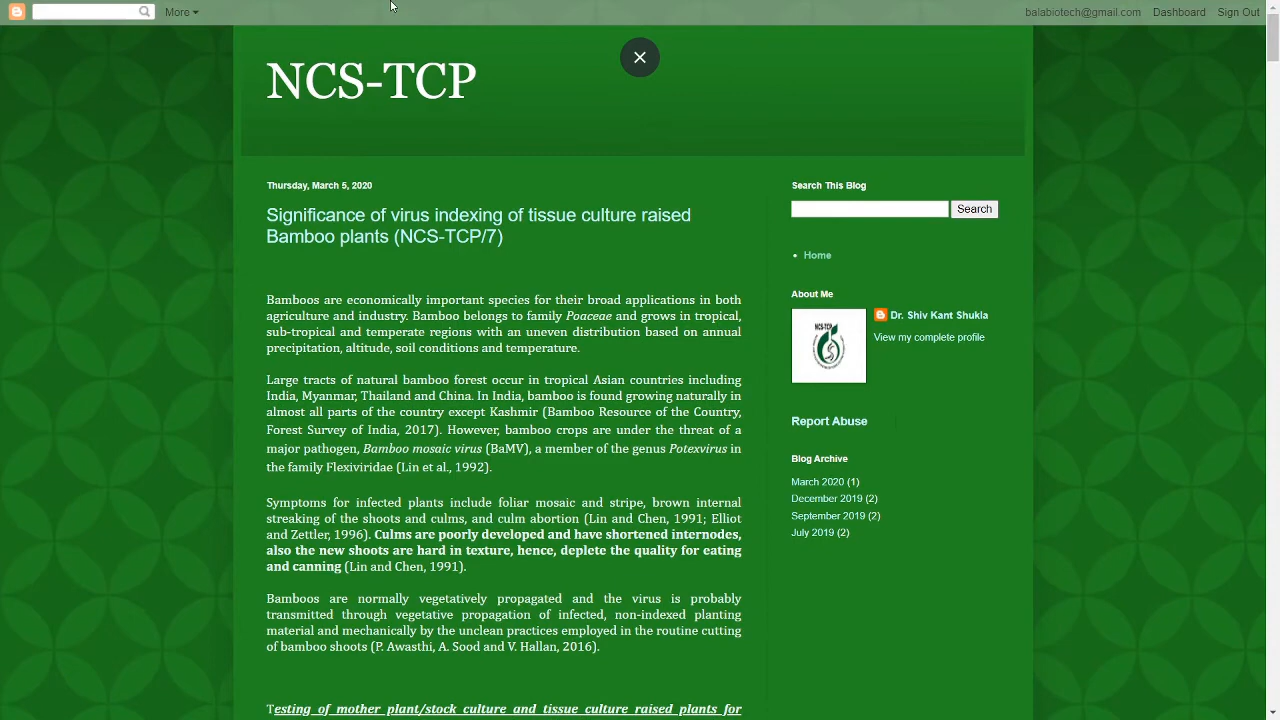 More
balabiotech@gmail.com Dashboard Sign Out
NCS-TCP
Thursday, March 5, 2020
Significance of virus indexing of tissue culture raised
Bamboo plants (NCS-TCP/7)
Bamboos are economically important species for their broad applications in both
agriculture and industry. Bamboo belongs to family Poaceae and grows in tropical,
sub-tropical and temperate regions with an uneven distribution based on annual
precipitation, altitude, soil conditions and temperature.
Large tracts of natural bamboo forest occur in tropical Asian countries including
India, Myanmar, Thailand and China. In India, bamboo is found growing naturally in
almost all parts of the country except Kashmir (Bamboo Resource of the Country,
Forest Survey of India, 2017). However, bamboo crops are under the threat of a
major pathogen, Bamboo mosaic virus (BaMV), a member of the genus Potexvirus in
the family Flexiviridae (Lin et al., 1992).
Symptoms for infected plants include foliar mosaic and stripe, brown internal
streaking of the shoots and culms, and culm abortion (Lin and Chen, 1991; Elliot
and Zettler, 1996). Culms are poorly developed and have shortened internodes,
also the new shoots are hard in texture, hence, deplete the quality for eating
and canning (Lin and Chen, 1991).
Bamboos are normally vegetatively propagated and the virus is probably
transmitted through vegetative propagation of infected, non-indexed planting
material and mechanically by the unclean practices employed in the routine cutting
of bamboo shoots (P. Awasthi, A. Sood and V. Hallan, 2016).
Testing of mother plant/stock culture and tissue culture raised plants for
Search This Blog
Search
Home
About Me
NCS-TCP
Dr. Shiv Kant Shukla
View my complete profile
Report Abuse
Blog Archive
March 2020 (1)
December 2019 (2)
September 2019 (2)
July 2019 (2)